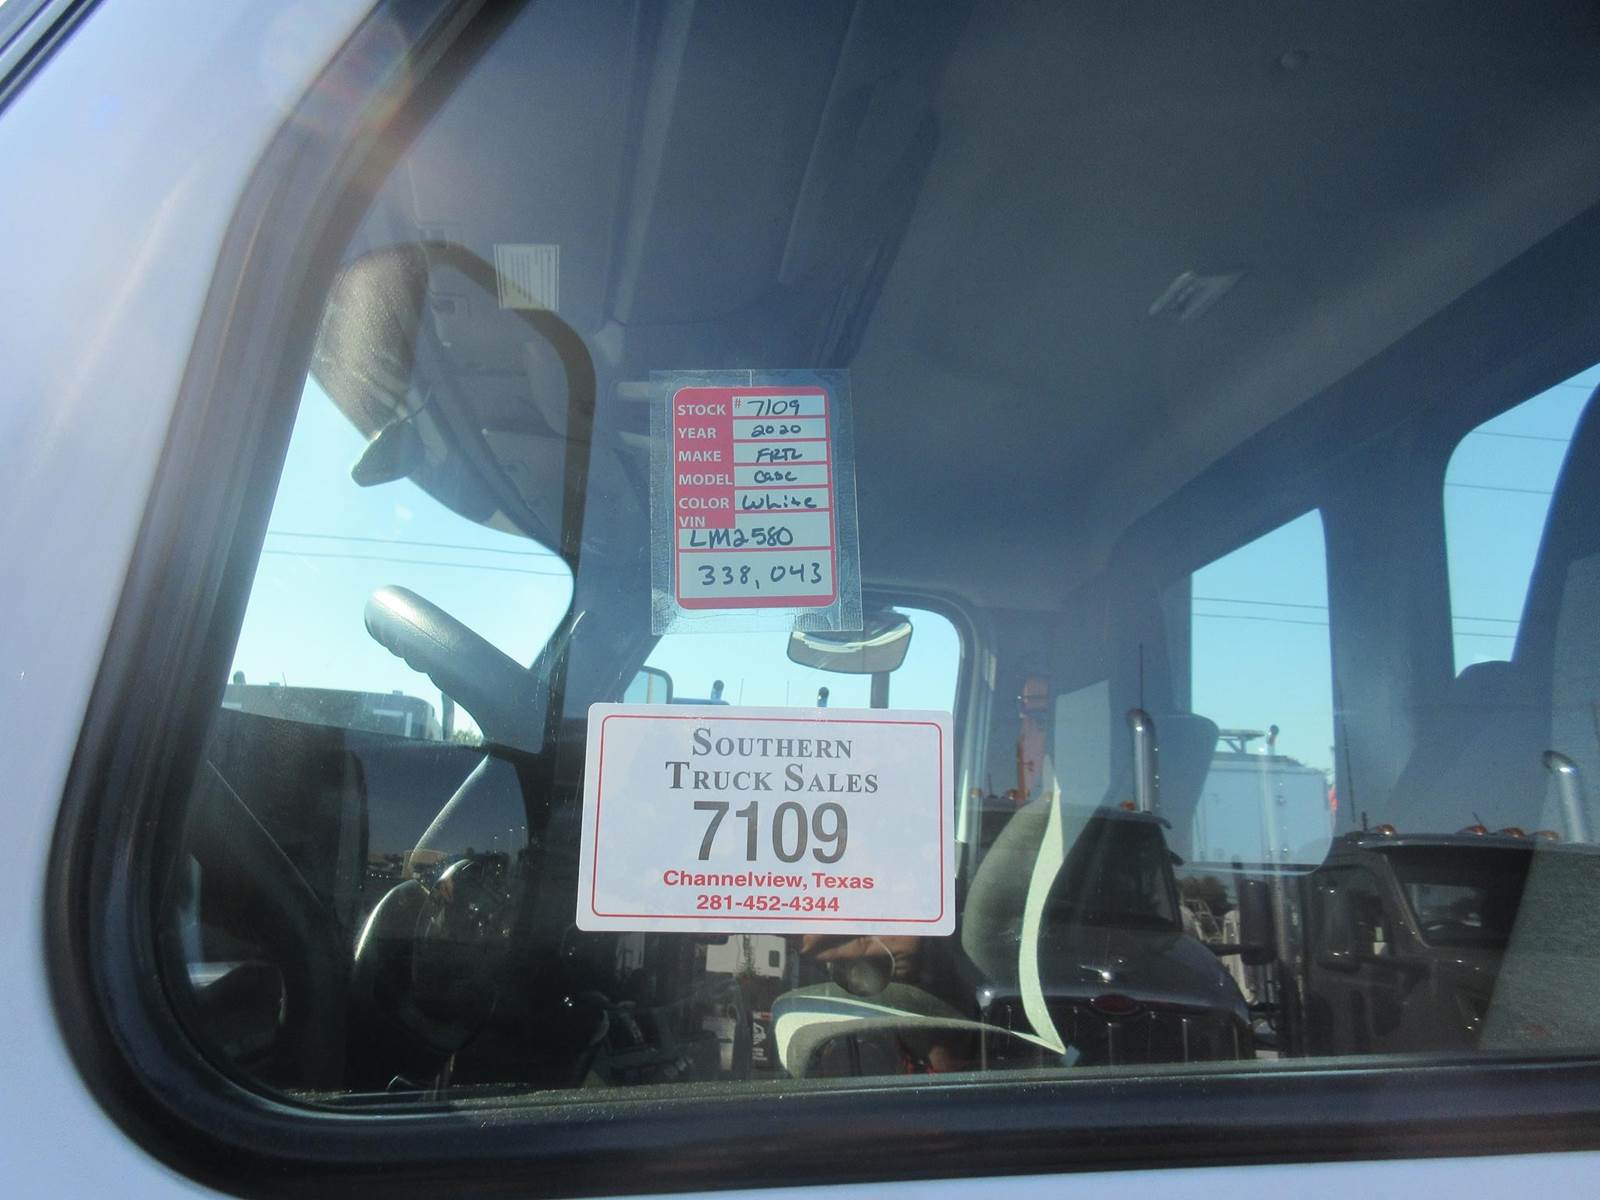 STOCK # 7109
YEAR 2020
MAKE FRTL
MODEL Casc
COLOR White
VIN
LM2580
338,043
SOUTHERN
TRUCK SALES
7109
Channelview, Texas
281-452-4344